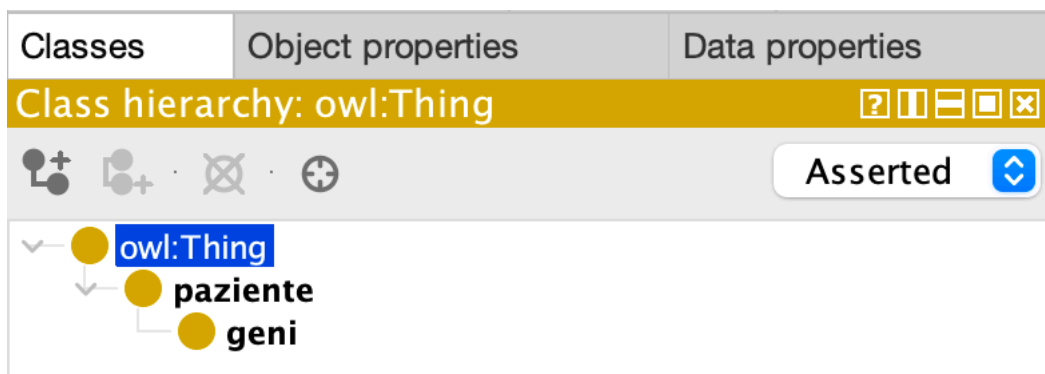 Classes Object properties Data properties
Class hierarchy: owl:Thing
Asserted
owl:Thing
paziente
geni